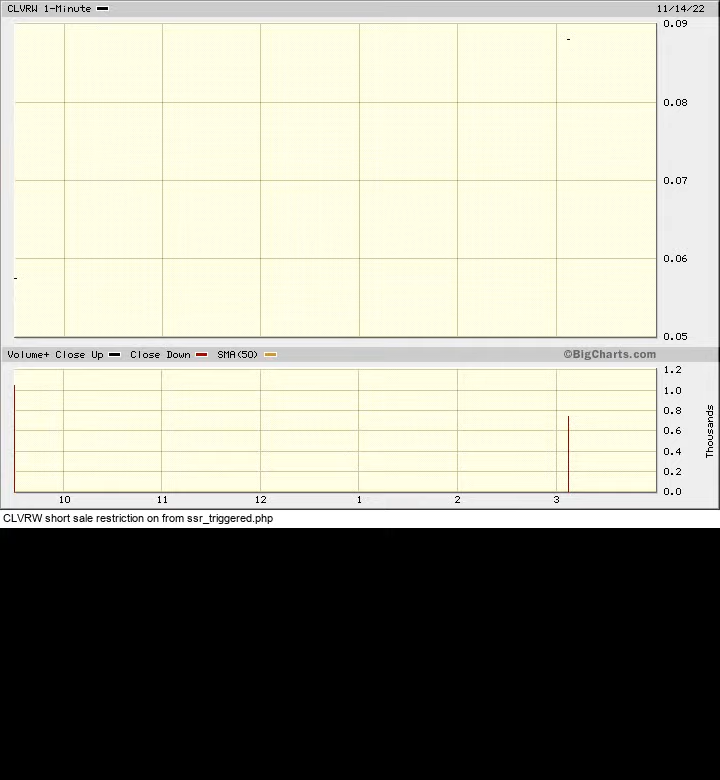 CLVRW 1-Minute 11/14/22
0.09
0.08
0.07
0.06
0.05
Volume+ Close Up Close Down SMA(50) ©BigCharts.com
1.2
1.0
0.8
0.6
0.4
0.2
0.0
Thousands
10 11 12 1 2 3
CLVRW short sale restriction on from ssr_triggered.php